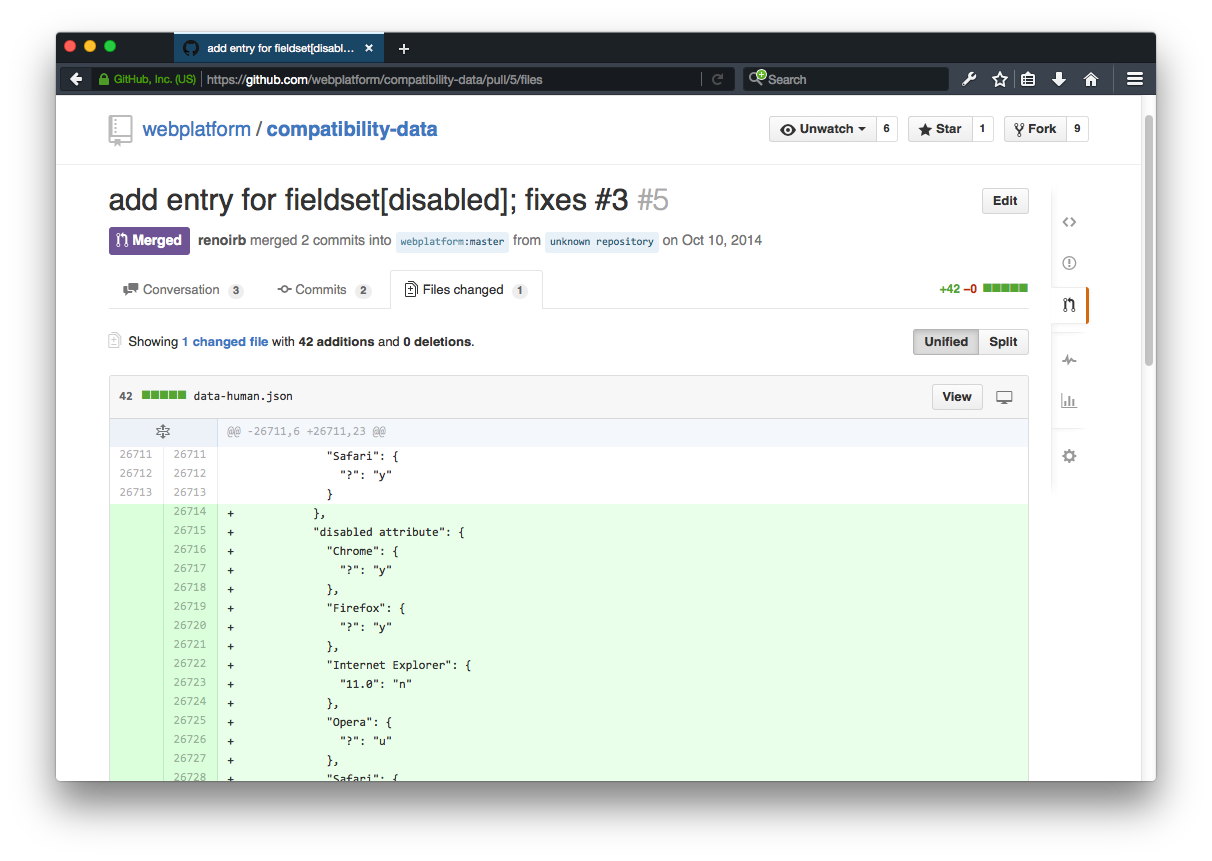 add entry for fieldset[disabl...
GitHub, Inc. (US) https://github.com/webplatform/compatibility-data/pull/5/files Search
webplatform / compatibility-data
Unwatch 6 Star 1 Fork 9
add entry for fieldset[disabled]; fixes #3 #5
Edit
Merged renoirb merged 2 commits into webplatform:master from unknown repository on Oct 10, 2014
Conversation 3 Commits 2 Files changed 1 +42 −0
Showing 1 changed file with 42 additions and 0 deletions.
Unified Split
42 data-human.json View
@@ -26711,6 +26711,23 @@
26711 26711 "Safari": {
26712 26712 "?": "y"
26713 26713 }
26714 + },
26715 + "disabled attribute": {
26716 + "Chrome": {
26717 + "?": "y"
26718 + },
26719 + "Firefox": {
26720 + "?": "y"
26721 + },
26722 + "Internet Explorer": {
26723 + "11.0": "n"
26724 + },
26725 + "Opera": {
26726 + "?": "u"
26727 + },
26728 + "Safari": {